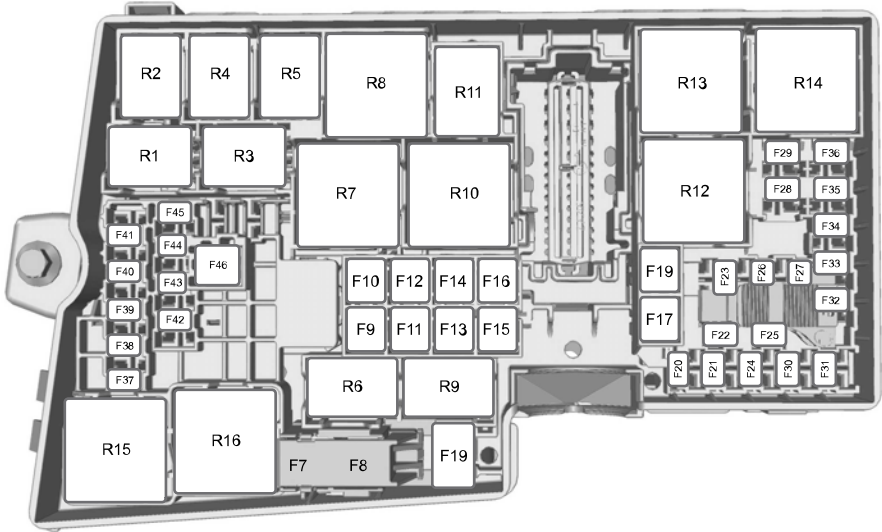 R2 R4 R5 R8 R11 R13 R14
R1 R3 R7 R10 R12 F29 F36
F28 F35
F45 F41 F44 F46 F34
F40 F43 F10 F12 F14 F16 F19 F23 F26 F27 F33
F39 F42 F9 F11 F13 F15 F17 F22 F25 F32
F38
F37 R6 R9 F20 F21 F24 F30 F31
R15 R16 F7 F8 F19